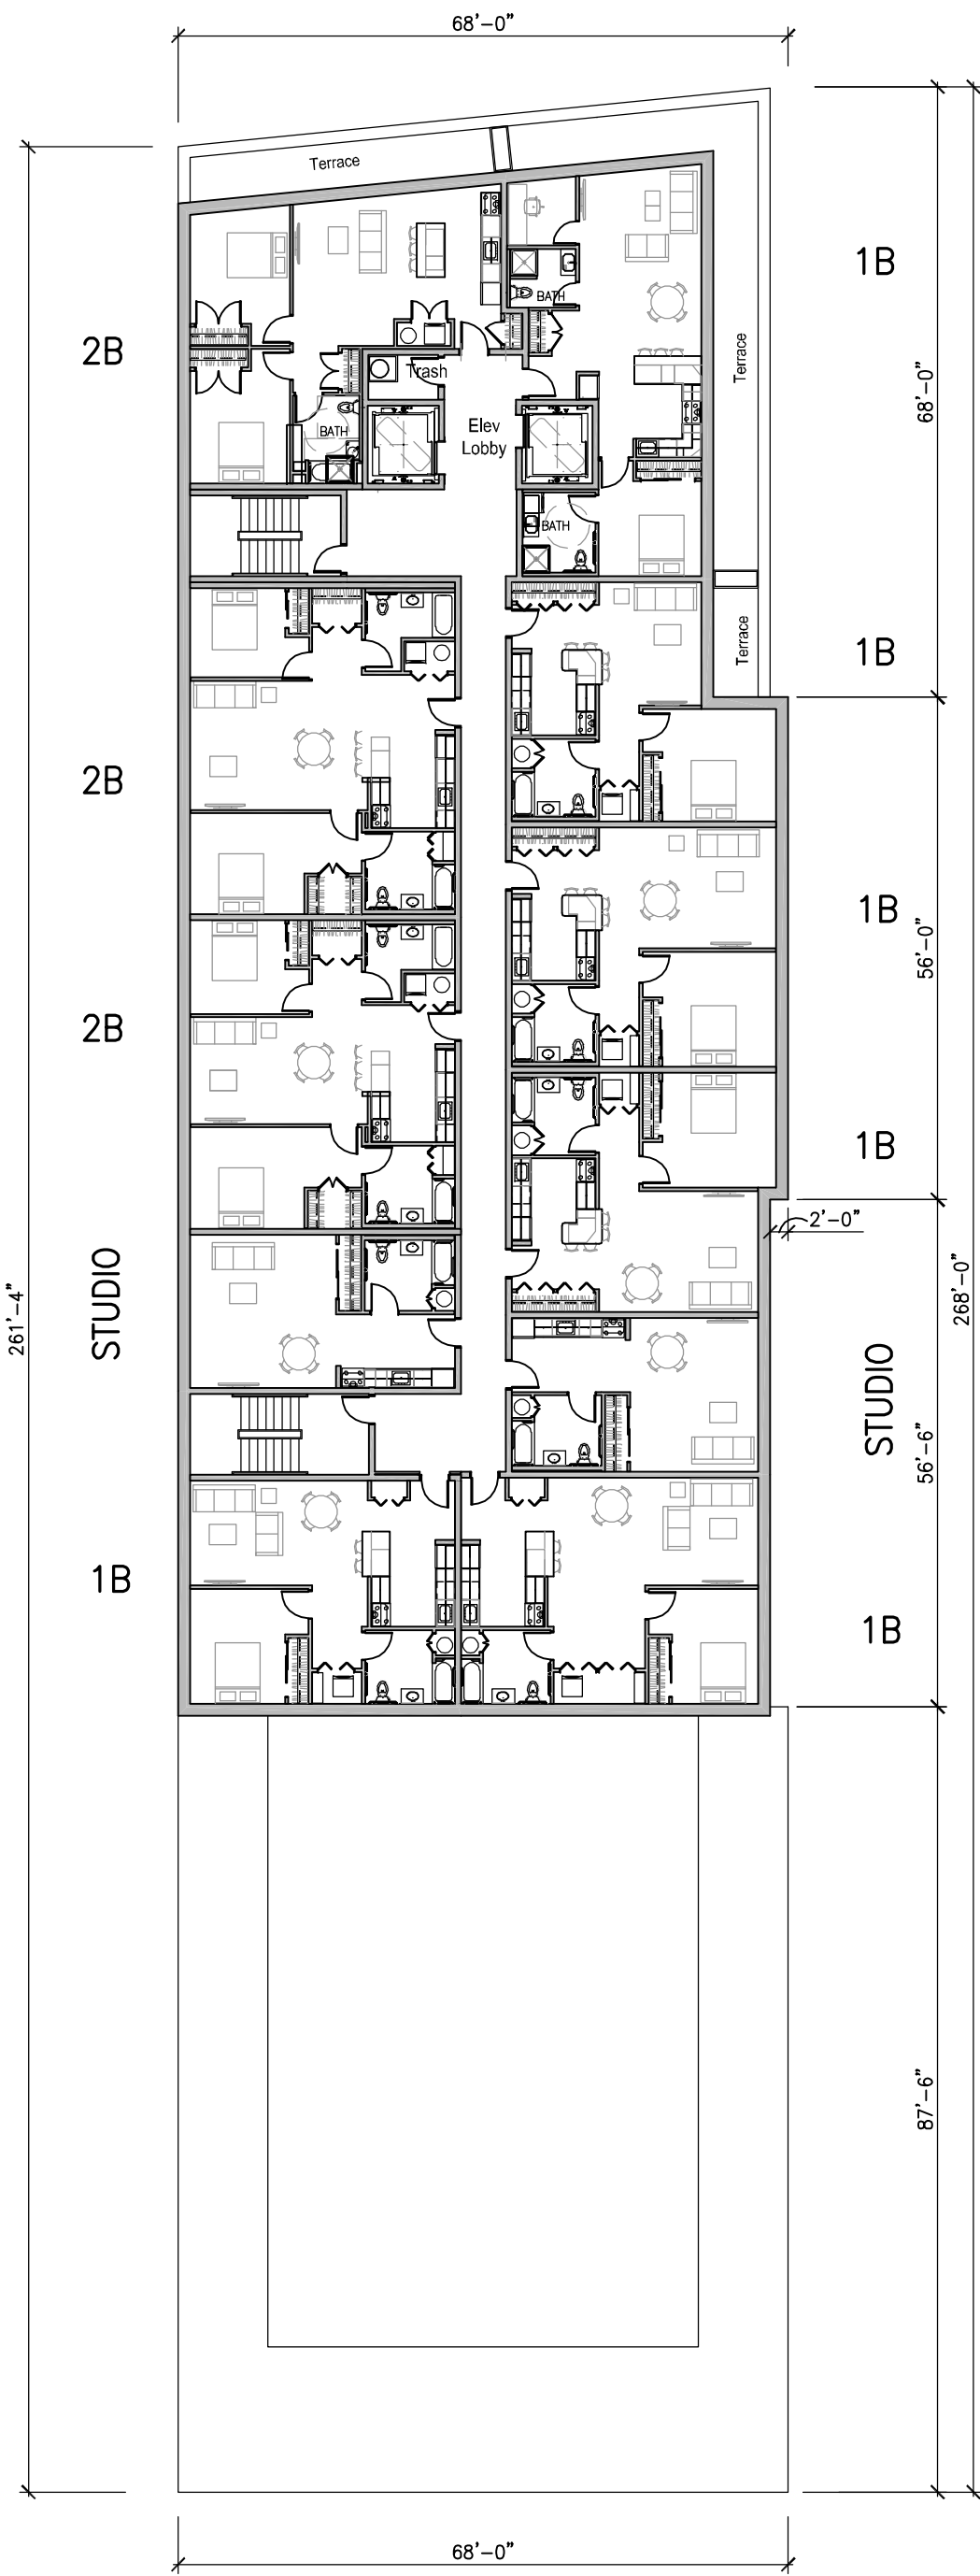 68'-0"
Terrace
1B
BATH
2B
Terrace
68'-0"
Trash
Elev
Lobby
BATH
BATH
Terrace
1B
2B
1B
56'-0"
2B
1B
2'-0"
STUDIO
261'-4"
268'-0"
STUDIO
56'-6"
1B
1B
87'-6"
68'-0"